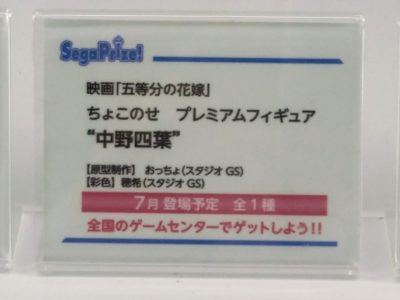 SegaPrize!
映画「五等分の花嫁」
ちょこのせ プレミアムフィギュア
“中野四葉”
【原型制作】 おっちょ(スタジオGS)
【彩色】 穂希(スタジオGS)
7月 登場予定 全1種
全国のゲームセンターでゲットしよう!!